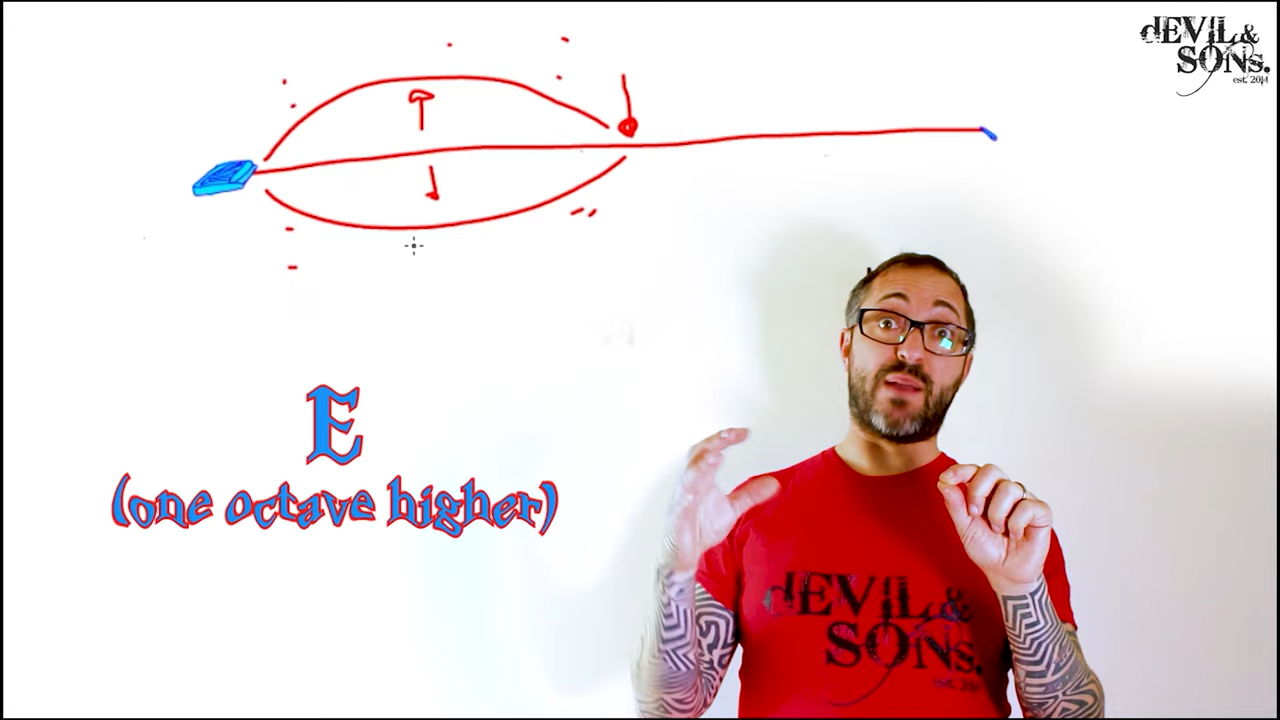 dEVIL &
SONS.
est. 2014
E
(one octave higher)
dEVIL &
SONS.